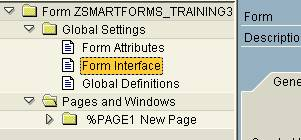 Form ZSMARTFORMS_TRAINING3
Global Settings
Form Attributes
Form Interface
Global Definitions
Pages and Windows
%PAGE1 New Page
Form
Descriptio
Gene